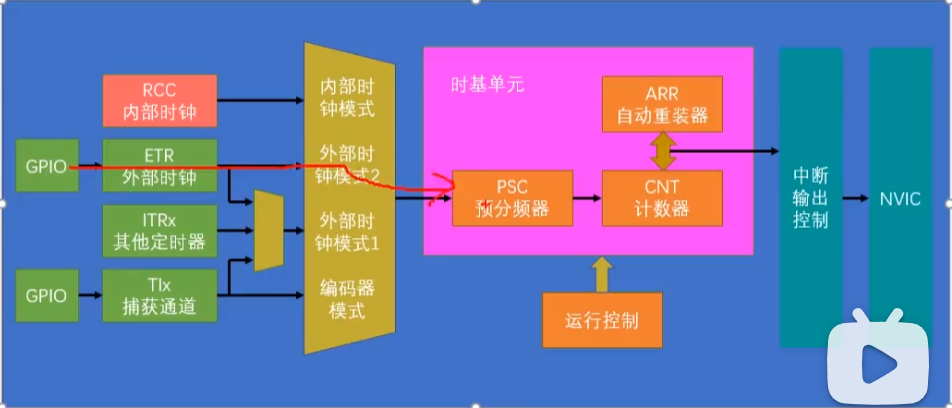 RCC
内部时钟
GPIO
ETR
外部时钟
ITRx
其他定时器
GPIO
TIx
捕获通道
内部时
钟模式
外部时
钟模式2
外部时
钟模式1
编码器
模式
时基单元
ARR
自动重装器
PSC
预分频器
CNT
计数器
运行控制
中断
输出
控制
NVIC